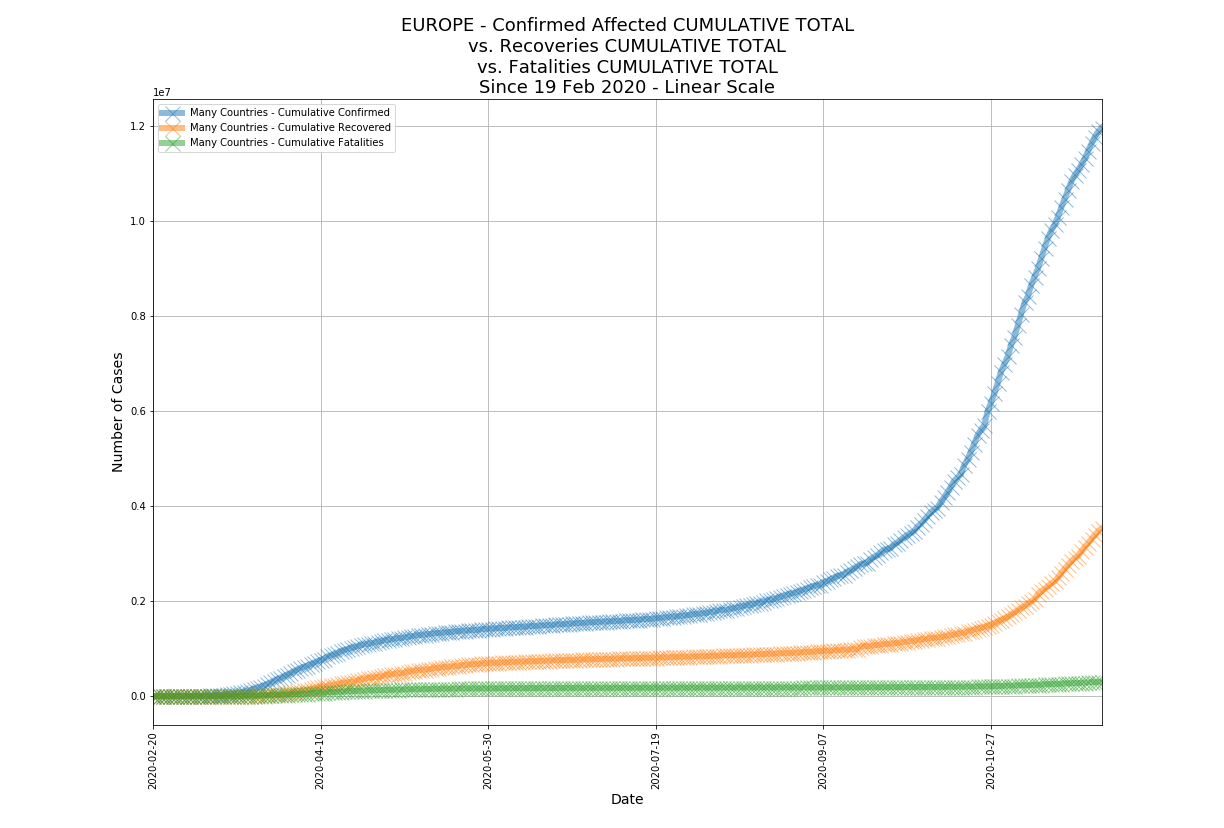 EUROPE - Confirmed Affected CUMULATIVE TOTAL
vs. Recoveries CUMULATIVE TOTAL
vs. Fatalities CUMULATIVE TOTAL
Since 19 Feb 2020 - Linear Scale
1e7
Many Countries - Cumulative Confirmed
Many Countries - Cumulative Recovered
Many Countries - Cumulative Fatalities
1.2
1.0
0.8
0.6
0.4
0.2
0.0
Number of Cases
2020-02-20
2020-04-10
2020-05-30
2020-07-19
2020-09-07
2020-10-27
Date